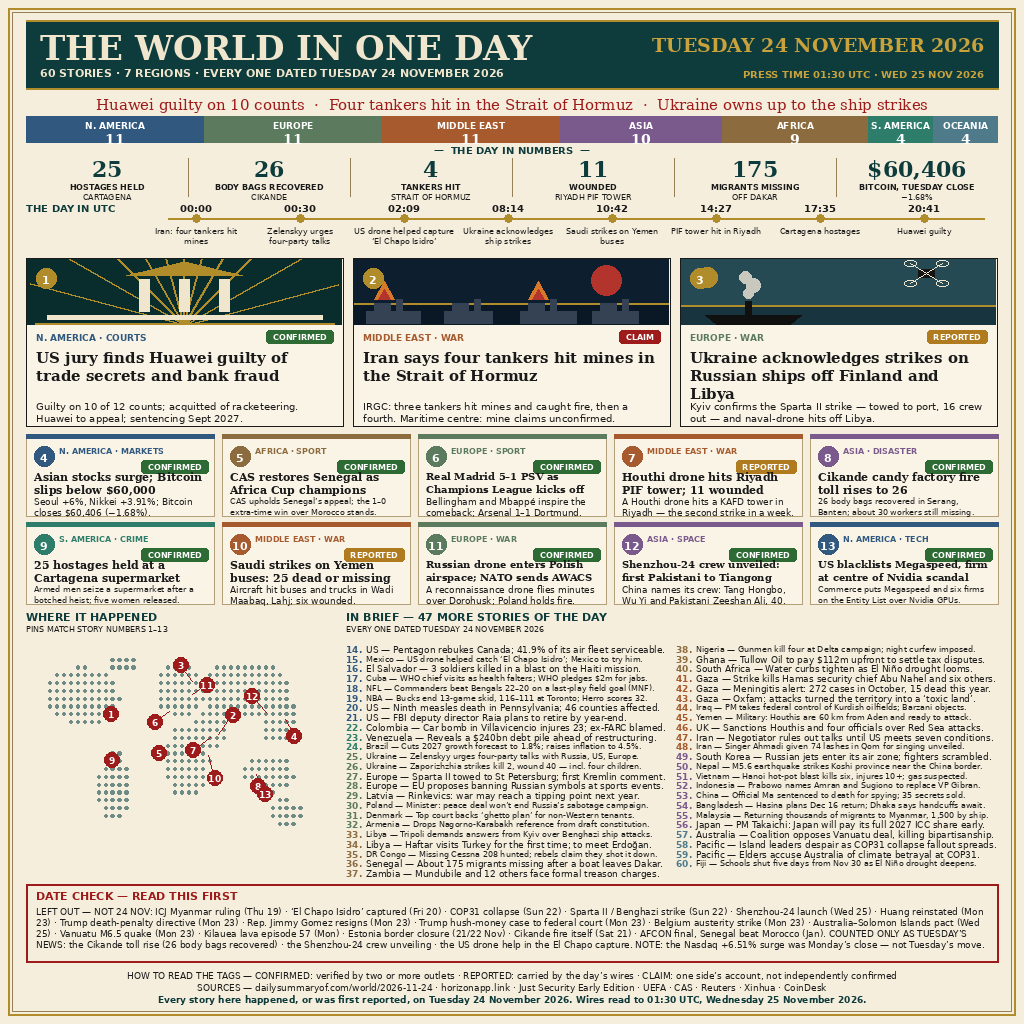 THE WORLD IN ONE DAY
60 STORIES · 7 REGIONS · EVERY ONE DATED TUESDAY 24 NOVEMBER 2026
TUESDAY 24 NOVEMBER 2026
PRESS TIME 01:30 UTC · WED 25 NOV 2026
Huawei guilty on 10 counts · Four tankers hit in the Strait of Hormuz · Ukraine owns up to the ship strikes
N. AMERICA 11
EUROPE 11
MIDDLE EAST 11
ASIA 10
AFRICA 9
S. AMERICA 4
OCEANIA 4
— THE DAY IN NUMBERS —
25
HOSTAGES HELD
CARTAGENA
26
BODY BAGS RECOVERED
CIKANDE
4
TANKERS HIT
STRAIT OF HORMUZ
11
WOUNDED
RIYADH PIF TOWER
175
MIGRANTS MISSING
OFF DAKAR
$60,406
BITCOIN, TUESDAY CLOSE
−1.68%
THE DAY IN UTC
00:00
Iran: four tankers hit
mines
00:30
Zelenskyy urges
four-party talks
02:09
US drone helped capture
‘El Chapo Isidro’
08:14
Ukraine acknowledges
ship strikes
10:42
Saudi strikes on Yemen
buses
14:27
PIF tower hit in Riyadh
17:35
Cartagena hostages
20:41
Huawei guilty
1
N. AMERICA · COURTS
CONFIRMED
US jury finds Huawei guilty of
trade secrets and bank fraud
Guilty on 10 of 12 counts; acquitted of racketeering.
Huawei to appeal; sentencing Sept 2027.
2
MIDDLE EAST · WAR
CLAIM
Iran says four tankers hit mines in
the Strait of Hormuz
IRGC: three tankers hit mines and caught fire, then a
fourth. Maritime centre: mine claims unconfirmed.
3
EUROPE · WAR
REPORTED
Ukraine acknowledges strikes on
Russian ships off Finland and
Libya
Kyiv confirms the Sparta II strike — towed to port, 16 crew
out — and naval-drone hits off Libya.
4
N. AMERICA · MARKETS
CONFIRMED
Asian stocks surge; Bitcoin
slips below $60,000
Seoul +6%, Nikkei +3.91%; Bitcoin
closes $60,406 (−1.68%).
5
AFRICA · SPORT
CONFIRMED
CAS restores Senegal as
Africa Cup champions
CAS upholds Senegal’s appeal; the 1–0
extra-time win over Morocco stands.
6
EUROPE · SPORT
CONFIRMED
Real Madrid 5–1 PSV as
Champions League kicks off
Bellingham and Mbappé inspire the
comeback; Arsenal 1–1 Dortmund.
7
MIDDLE EAST · WAR
REPORTED
Houthi drone hits Riyadh
PIF tower; 11 wounded
A Houthi drone hits a KAFD tower in
Riyadh — the second strike in a week.
8
ASIA · DISASTER
CONFIRMED
Cikande candy factory fire
toll rises to 26
26 body bags recovered in Serang,
Banten; about 30 workers still missing.
9
S. AMERICA · CRIME
CONFIRMED
25 hostages held at a
Cartagena supermarket
Armed men seize a supermarket after a
botched heist; five women released.
10
MIDDLE EAST · WAR
REPORTED
Saudi strikes on Yemen
buses: 25 dead or missing
Aircraft hit buses and trucks in Wadi
Maabaq, Lahj; six wounded.
11
EUROPE · WAR
CONFIRMED
Russian drone enters Polish
airspace; NATO sends AWACS
A reconnaissance drone flies minutes
over Dorohusk; Poland holds fire.
12
ASIA · SPACE
CONFIRMED
Shenzhou-24 crew unveiled:
first Pakistani to Tiangong
China names its crew: Tang Hongbo,
Wu Yi and Pakistani Zeeshan Ali, 40.
13
N. AMERICA · TECH
CONFIRMED
US blacklists Megaspeed, firm
at centre of Nvidia scandal
Commerce puts Megaspeed and six firms
on the Entity List over Nvidia GPUs.
WHERE IT HAPPENED
PINS MATCH STORY NUMBERS 1–13
3
11
12
1
6
2
4
5
7
9
10
8
13
IN BRIEF — 47 MORE STORIES OF THE DAY
EVERY ONE DATED TUESDAY 24 NOVEMBER 2026
14. US — Pentagon rebukes Canada; 41.9% of its air fleet serviceable.
15. Mexico — US drone helped catch ‘El Chapo Isidro’; Mexico to try him.
16. El Salvador — 3 soldiers killed in a blast on the Haiti mission.
17. Cuba — WHO chief visits as health falters; WHO pledges $2m for jabs.
18. NFL — Commanders beat Bengals 22–20 on a last-play field goal (MNF).
19. NBA — Bucks end 13-game skid, 116–111 at Toronto; Herro scores 32.
20. US — Ninth measles death in Pennsylvania; 46 counties affected.
21. US — FBI deputy director Raia plans to retire by year-end.
22. Colombia — Car bomb in Villavicencio injures 23; ex-FARC blamed.
23. Venezuela — Reveals a $240bn debt pile ahead of restructuring.
24. Brazil — Cuts 2027 growth forecast to 1.8%; raises inflation to 4.5%.
25. Ukraine — Zelenskyy urges four-party talks with Russia, US, Europe.
26. Ukraine — Zaporizhzhia strikes kill 2, wound 40 — incl. four children.
27. Europe — Sparta II towed to St Petersburg; first Kremlin comment.
28. Europe — EU proposes banning Russian symbols at sports events.
29. Latvia — Rinkevics: war may reach a tipping point next year.
30. Poland — Minister: peace deal won’t end Russia’s sabotage campaign.
31. Denmark — Top court backs ‘ghetto plan’ for non-Western tenants.
32. Armenia — Drops Nagorno-Karabakh reference from draft constitution.
33. Libya — Tripoli demands answers from Kyiv over Benghazi ship attacks.
34. Libya — Haftar visits Turkey for the first time; to meet Erdoğan.
35. DR Congo — Missing Cessna 208 hunted; rebels claim they shot it down.
36. Senegal — About 175 migrants missing after a boat leaves Dakar.
37. Zambia — Mundubile and 12 others face formal treason charges.
38. Nigeria — Gunmen kill four at Delta campaign; night curfew imposed.
39. Ghana — Tullow Oil to pay $112m upfront to settle tax disputes.
40. South Africa — Water curbs tighten as El Niño drought looms.
41. Gaza — Strike kills Hamas security chief Abu Nahel and six others.
42. Gaza — Meningitis alert: 272 cases in October, 15 dead this year.
43. Gaza — Oxfam: attacks turned the territory into a ‘toxic land’.
44. Iraq — PM takes federal control of Kurdish oilfields; Barzani objects.
45. Yemen — Military: Houthis are 60 km from Aden and ready to attack.
46. UK — Sanctions Houthis and four officials over Red Sea attacks.
47. Iran — Negotiator rules out talks until US meets seven conditions.
48. Iran — Singer Ahmadi given 74 lashes in Qom for singing unveiled.
49. South Korea — Russian jets enter its air zone; fighters scrambled.
50. Nepal — M5.6 earthquake strikes Koshi province near the China border.
51. Vietnam — Hanoi hot-pot blast kills six, injures 10+; gas suspected.
52. Indonesia — Prabowo names Amran and Sugiono to replace VP Gibran.
53. China — Official Ma sentenced to death for spying; 35 secrets sold.
54. Bangladesh — Hasina plans Dec 16 return; Dhaka says handcuffs await.
55. Malaysia — Returning thousands of migrants to Myanmar, 1,500 by ship.
56. Japan — PM Takaichi: Japan will pay its full 2027 ICC share early.
57. Australia — Coalition opposes Vanuatu deal, killing bipartisanship.
58. Pacific — Island leaders despair as COP31 collapse fallout spreads.
59. Pacific — Elders accuse Australia of climate betrayal at COP31.
60. Fiji — Schools shut five days from Nov 30 as El Niño drought deepens.
DATE CHECK — READ THIS FIRST
LEFT OUT — NOT 24 NOV: ICJ Myanmar ruling (Thu 19) · ‘El Chapo Isidro’ captured (Fri 20) · COP31 collapse (Sun 22) · Sparta II / Benghazi strike (Sun 22) · Shenzhou-24 launch (Wed 25) · Huang reinstated (Mon
23) · Trump death-penalty directive (Mon 23) · Rep. Jimmy Gomez resigns (Mon 23) · Trump hush-money case to federal court (Mon 23) · Belgium austerity strike (Mon 23) · Australia–Solomon Islands pact (Wed
25) · Vanuatu M6.5 quake (Mon 23) · Kilauea lava episode 57 (Mon) · Estonia border closure (21/22 Nov) · Cikande fire itself (Sat 21) · AFCON final, Senegal beat Morocco (Jan). COUNTED ONLY AS TUESDAY’S
NEWS: the Cikande toll rise (26 body bags recovered) · the Shenzhou-24 crew unveiling · the US drone help in the El Chapo capture. NOTE: the Nasdaq +6.51% surge was Monday’s close — not Tuesday’s move.
HOW TO READ THE TAGS — CONFIRMED: verified by two or more outlets · REPORTED: carried by the day’s wires · CLAIM: one side’s account, not independently confirmed
SOURCES — dailysummaryof.com/world/2026-11-24 · horizonapp.link · Just Security Early Edition · UEFA · CAS · Reuters · Xinhua · CoinDesk
Every story here happened, or was first reported, on Tuesday 24 November 2026. Wires read to 01:30 UTC, Wednesday 25 November 2026.